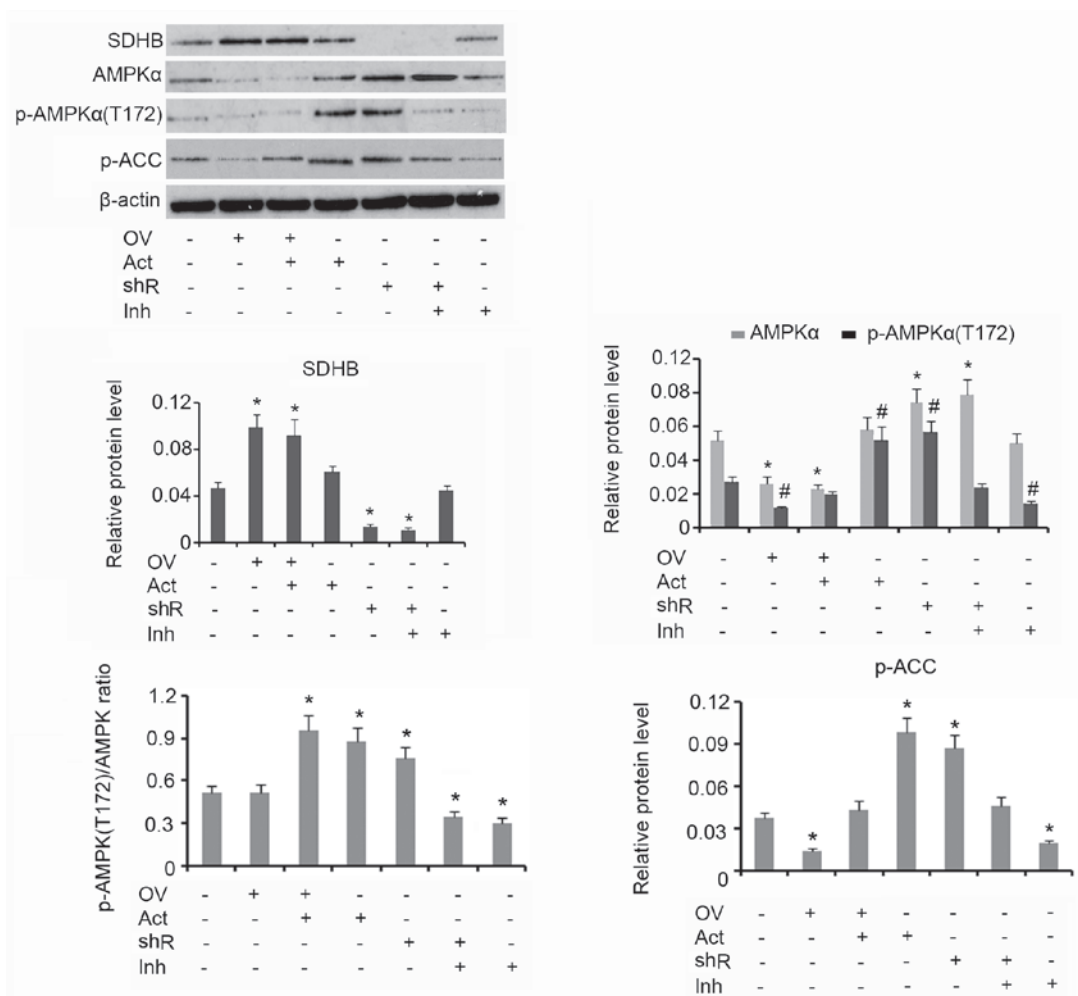 SDHB
AMPKα
p-AMPKα(T172)
p-ACC
β-actin
OV - + + - - - -
Act - - + + - - -
shR - - - - + + -
Inh - - - - - + +
SDHB
Relative protein level
0.12
0.08
0.04
0
* * * *
OV - + + - - - -
Act - - + + - - -
shR - - - - + + -
Inh - - - - - + +
AMPKα p-AMPKα(T172)
Relative protein level
0.12
0.08
0.06
0.04
0.02
0
* # * # * # * #
OV - + + - - - -
Act - - + + - - -
shR - - - - + + -
Inh - - - - - + +
p-AMPK(T172)/AMPK ratio
1.2
0.9
0.6
0.3
0
* * * * *
OV - + + - - - -
Act - - + + - - -
shR - - - - + + -
Inh - - - - - + +
p-ACC
Relative protein level
0.12
0.09
0.06
0.03
0
* * * *
OV - + + - - - -
Act - - + + - - -
shR - - - - + + -
Inh - - - - - + +